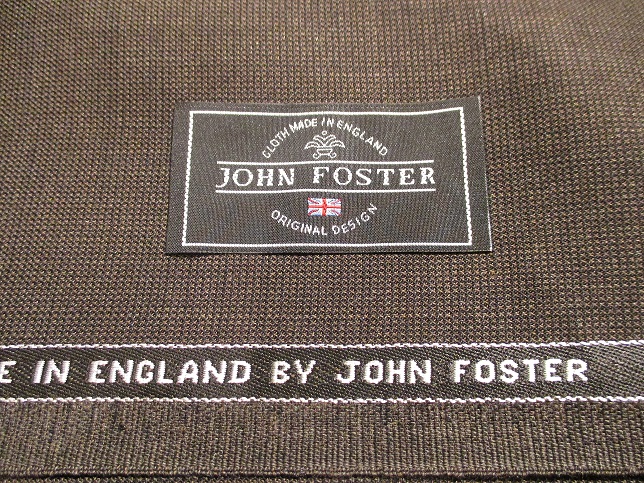 CLOTH MADE IN ENGLAND
JOHN FOSTER
ORIGINAL DESIGN
E IN ENGLAND BY JOHN FOSTER